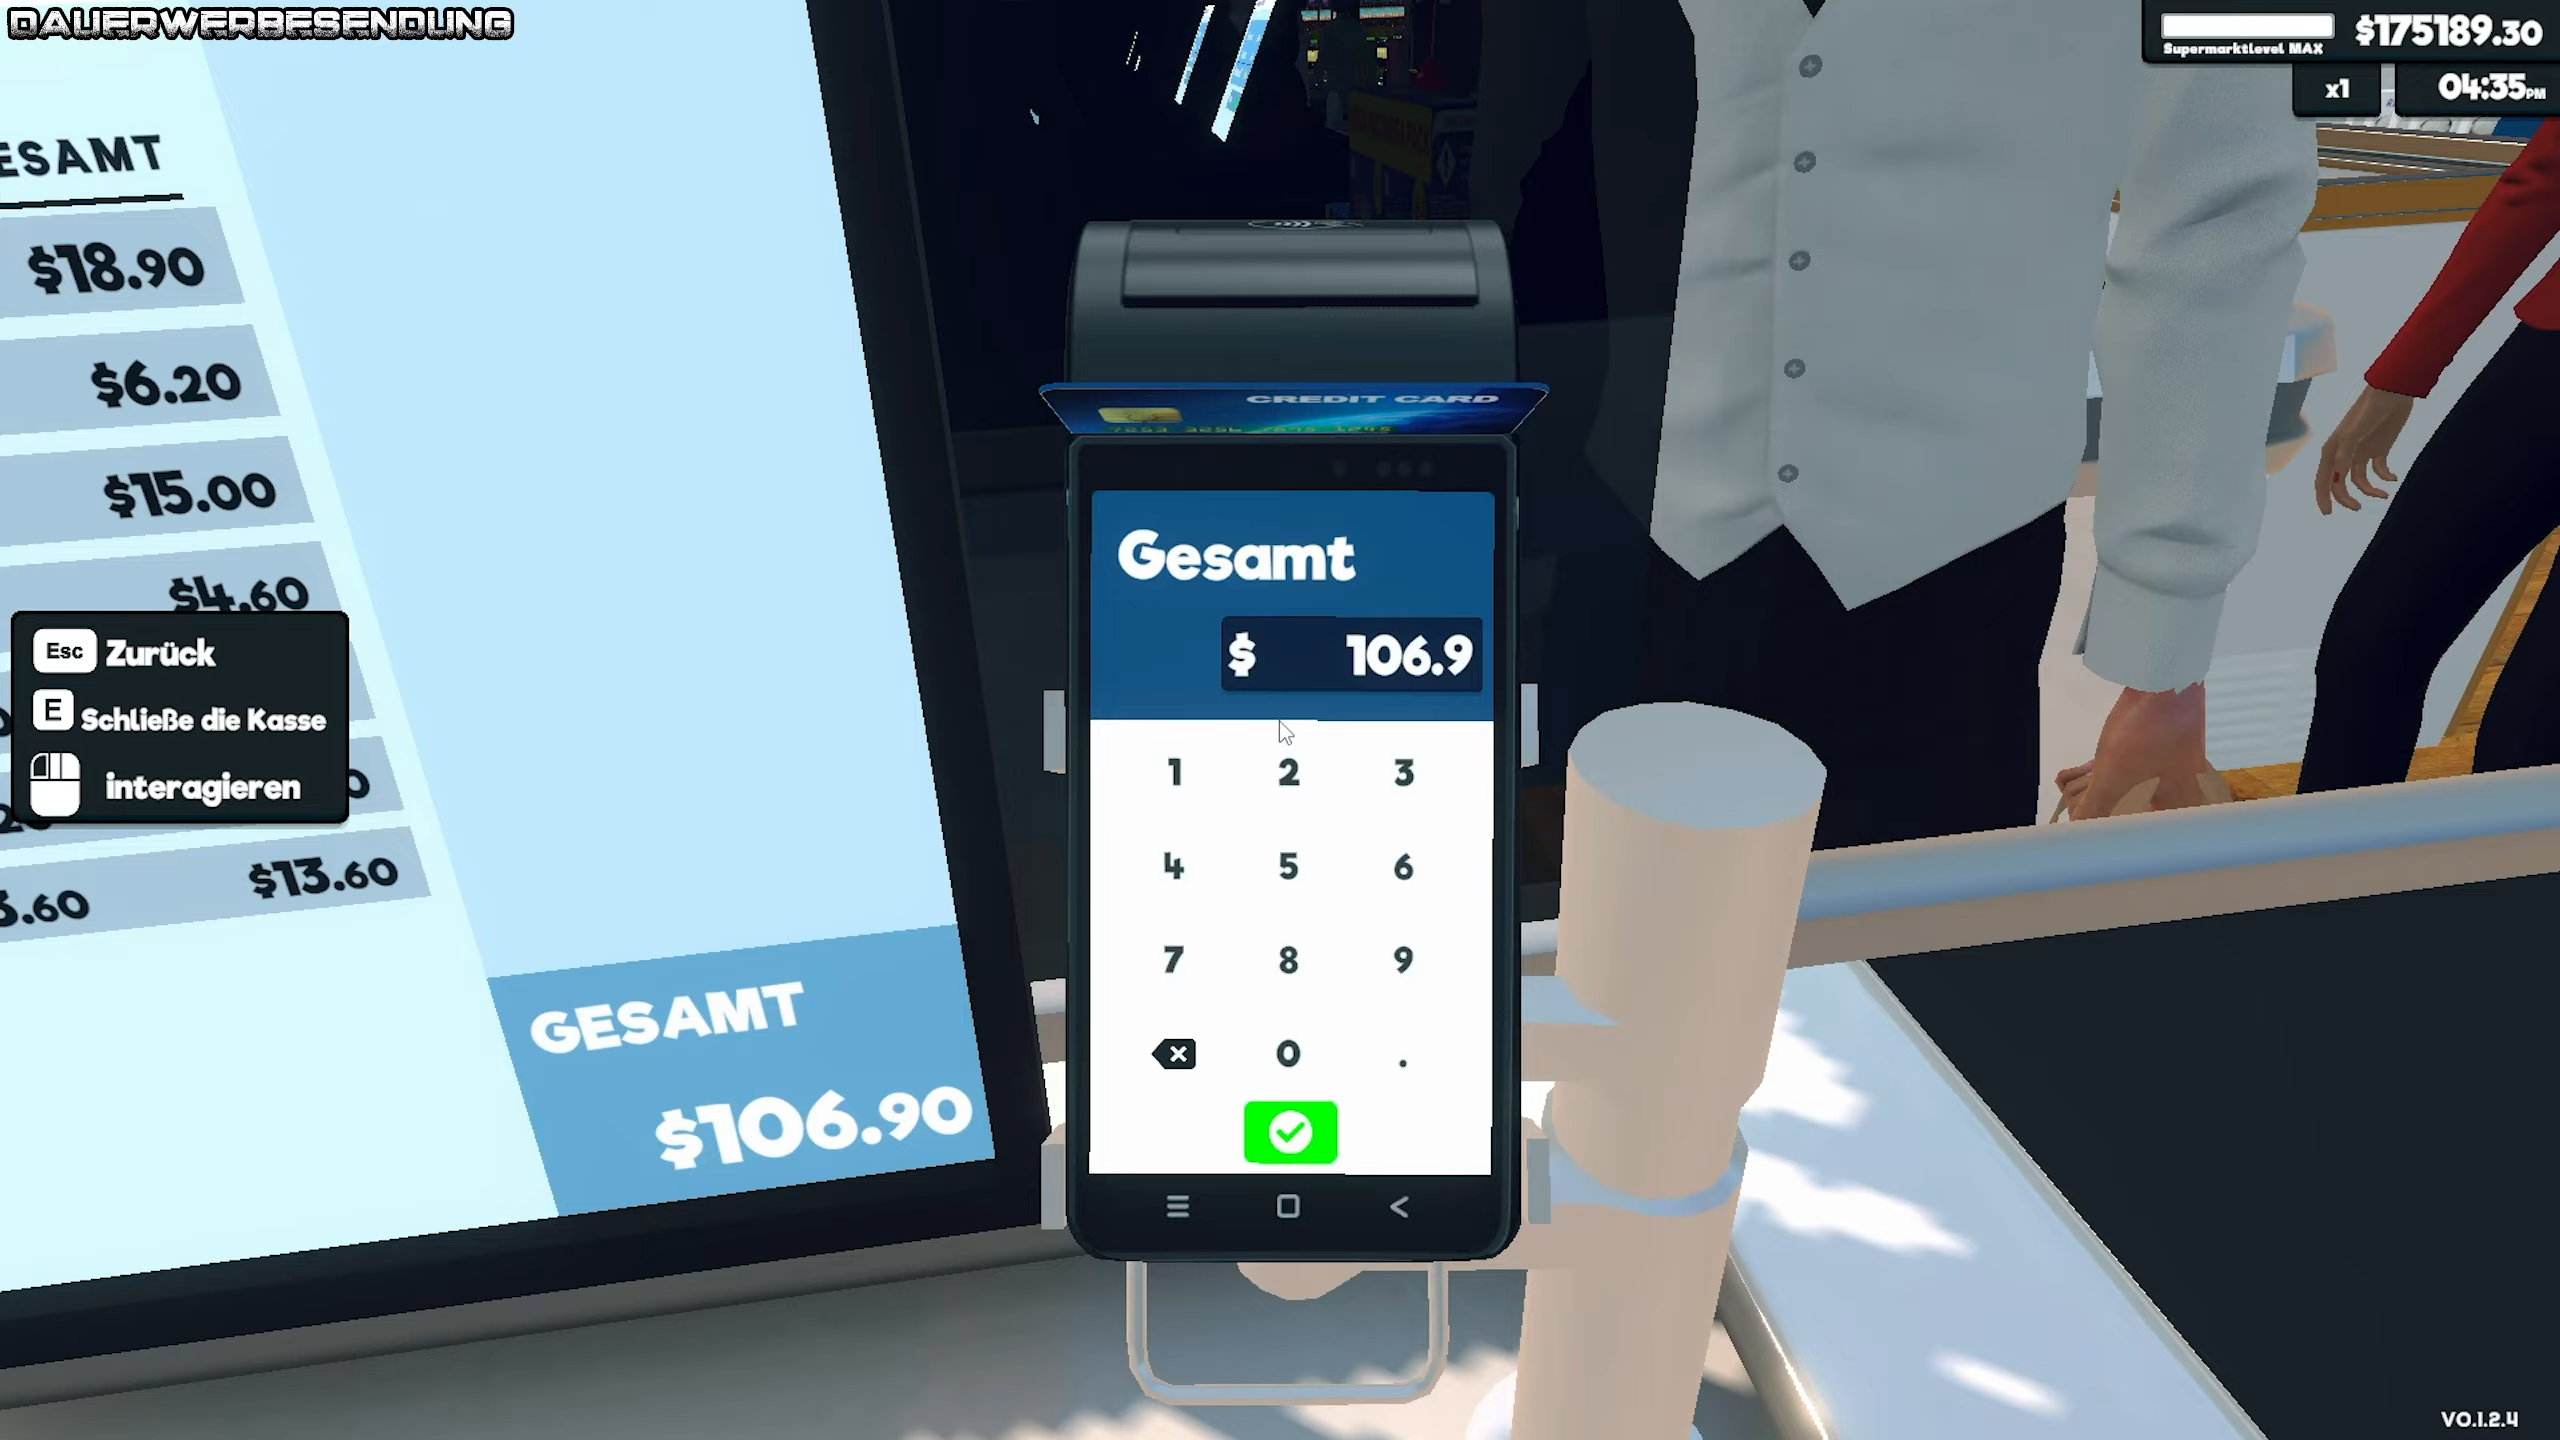 DAUERWERBESENDUNG
$175189.30
Supermarktlevel MAX
x1
04:35PM
ESAMT
$18.90
$6.20
$15.00
$4.60
Esc Zurück
E Schließe die Kasse
interagieren
$13.60
.60
GESAMT
$106.90
CREDIT CARD
Gesamt
$ 106.9
1 2 3
4 5 6
7 8 9
0 .
V0.1.2.4